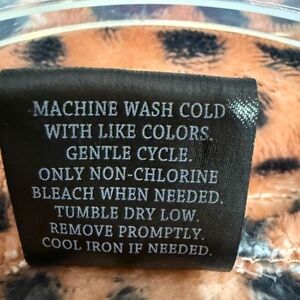 MACHINE WASH COLD
WITH LIKE COLORS.
GENTLE CYCLE.
ONLY NON-CHLORINE
BLEACH WHEN NEEDED.
TUMBLE DRY LOW.
REMOVE PROMPTLY.
COOL IRON IF NEEDED.